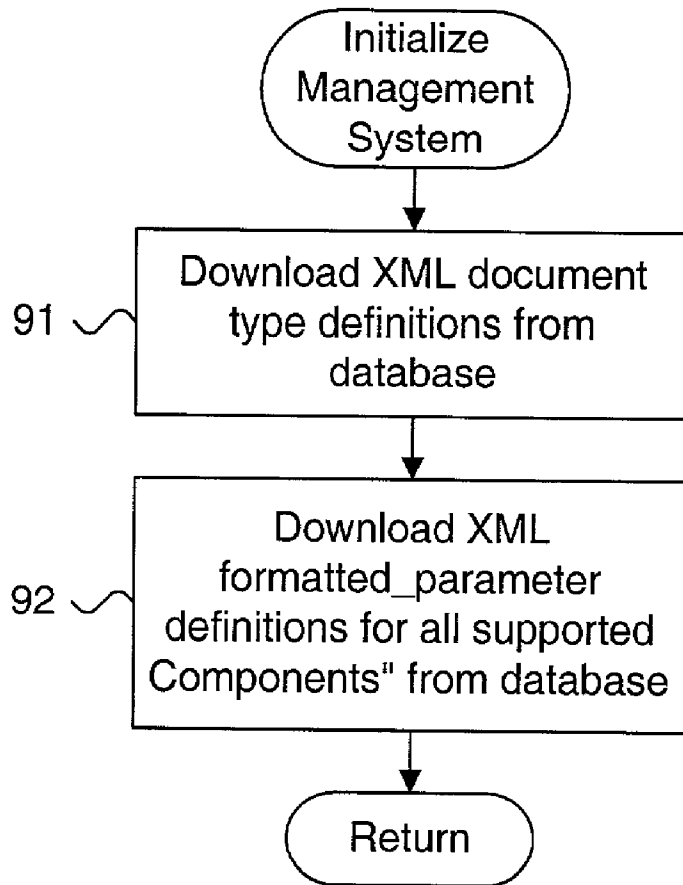 Initialize
Management
System
91
Download XML document
type definitions from
database
92
Download XML
formatted_parameter
definitions for all supported
Components" from database
Return